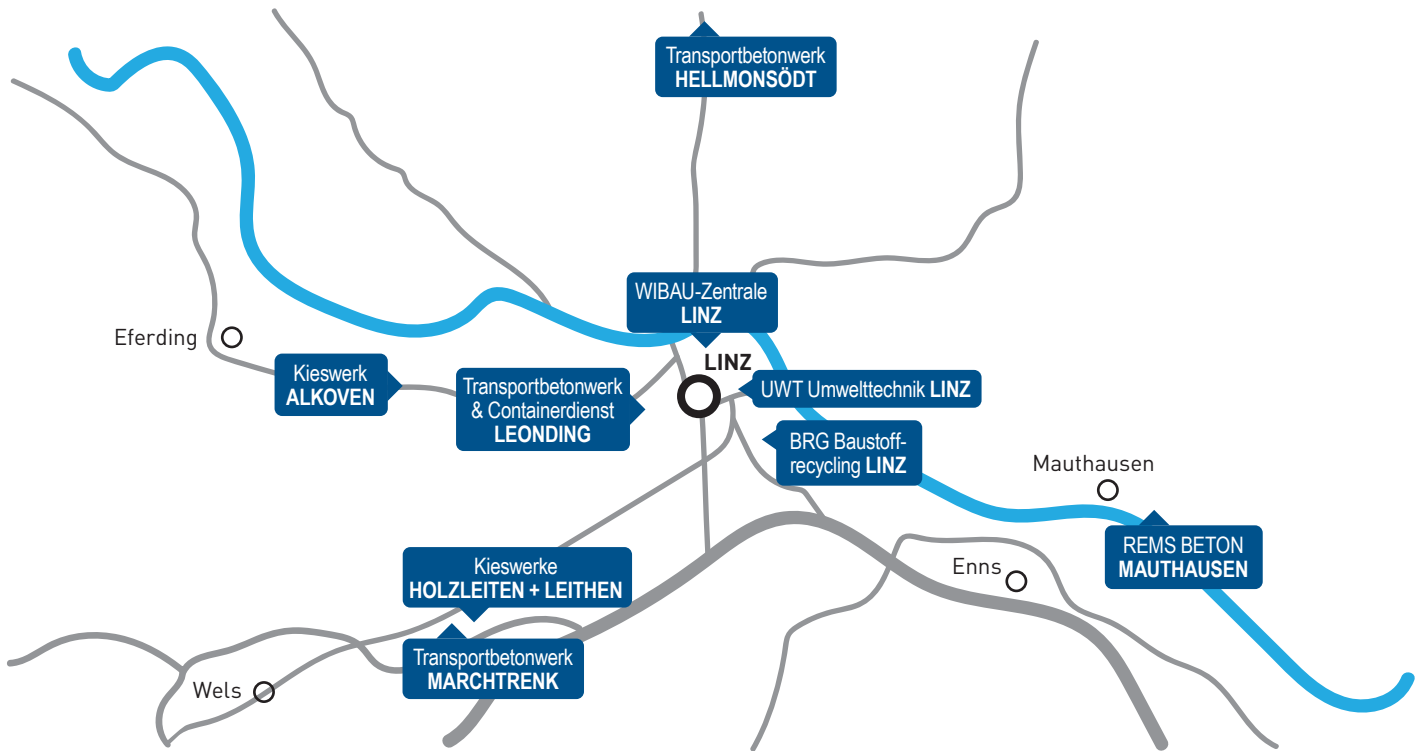 Transportbetonwerk
HELLMONSÖDT
WIBAU-Zentrale
LINZ
Eferding
LINZ
Kieswerk
ALKOVEN
Transportbetonwerk
& Containerdienst
LEONDING
UWT Umwelttechnik LINZ
BRG Baustoff-
recycling LINZ
Mauthausen
REMS BETON
MAUTHAUSEN
Enns
Kieswerke
HOLZLEITEN + LEITHEN
Transportbetonwerk
MARCHTRENK
Wels